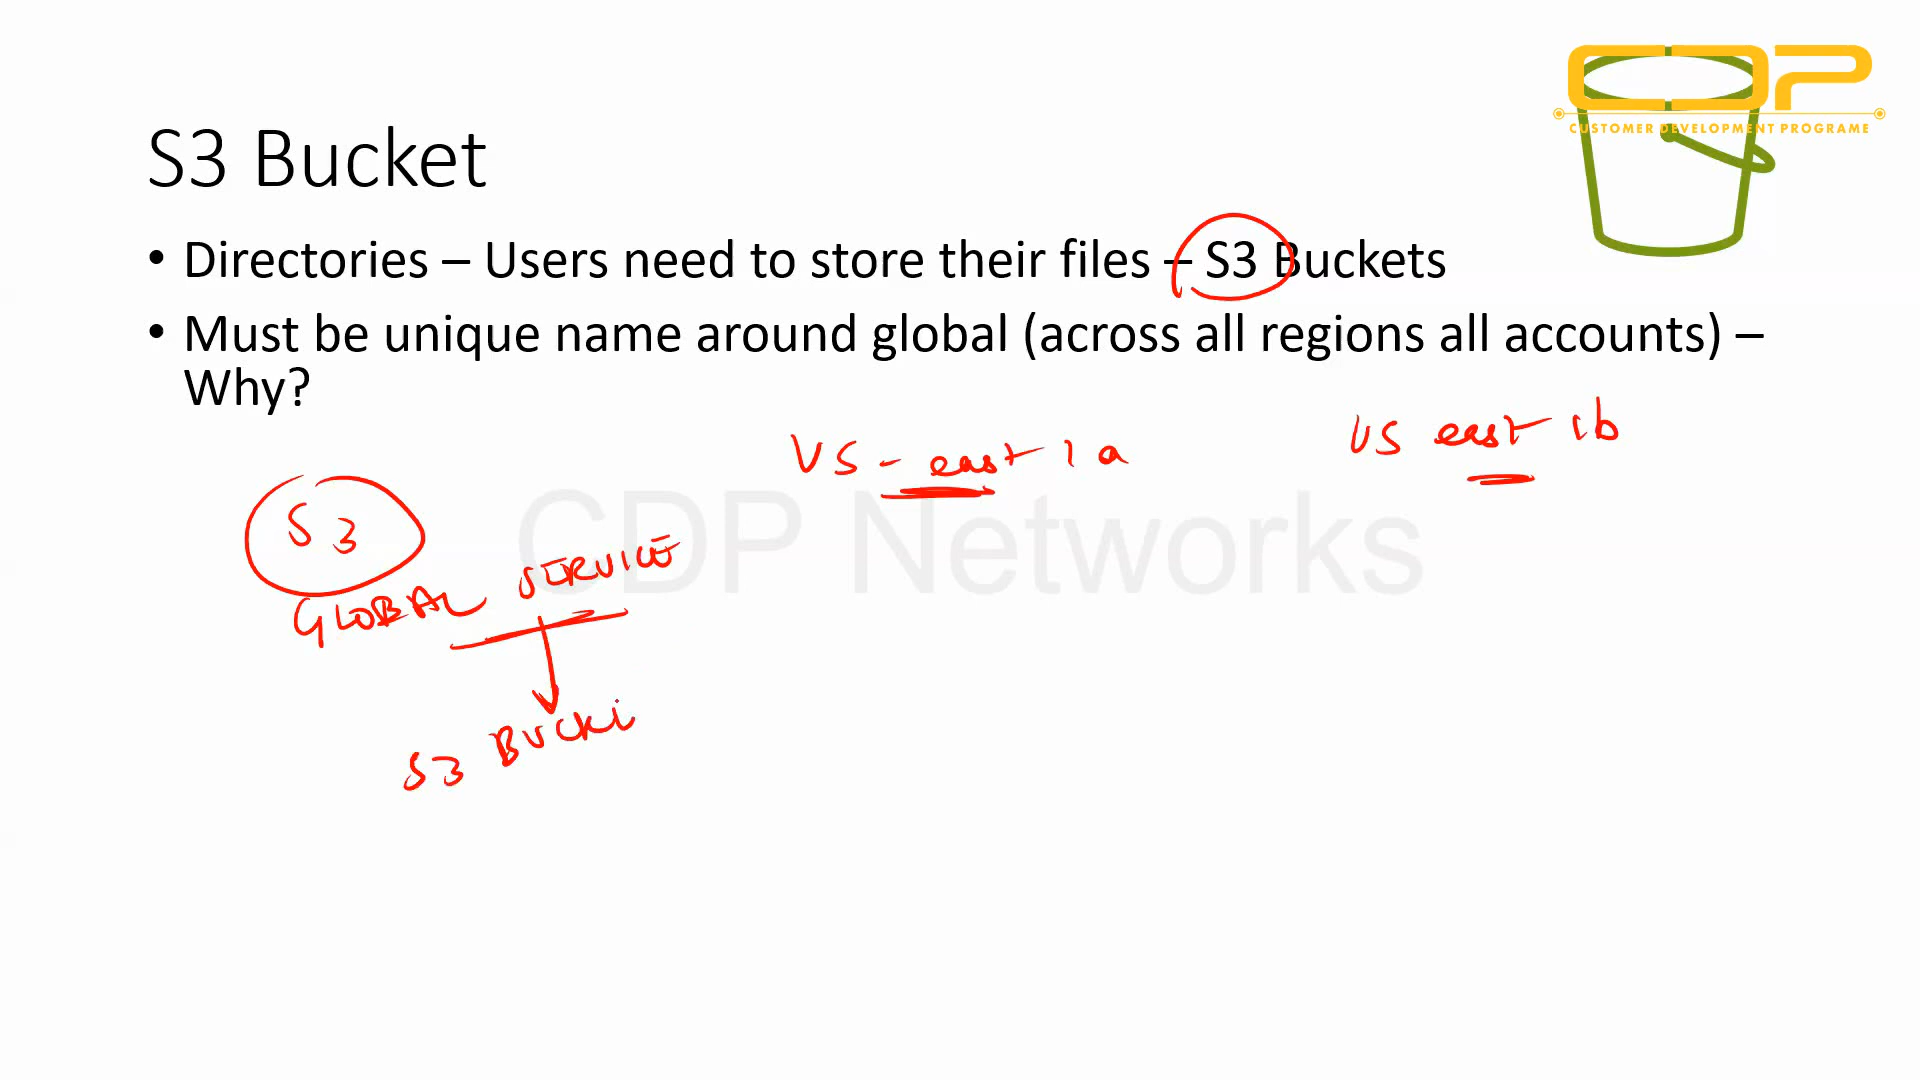 CDP
CUSTOMER DEVELOPMENT PROGRAME
S3 Bucket
• Directories – Users need to store their files – S3 Buckets
• Must be unique name around global (across all regions all accounts) –
Why?
US - east 1 a
US east 1b
S3
GLOBAL SERVICE
S3 BUCK
CDP Networks